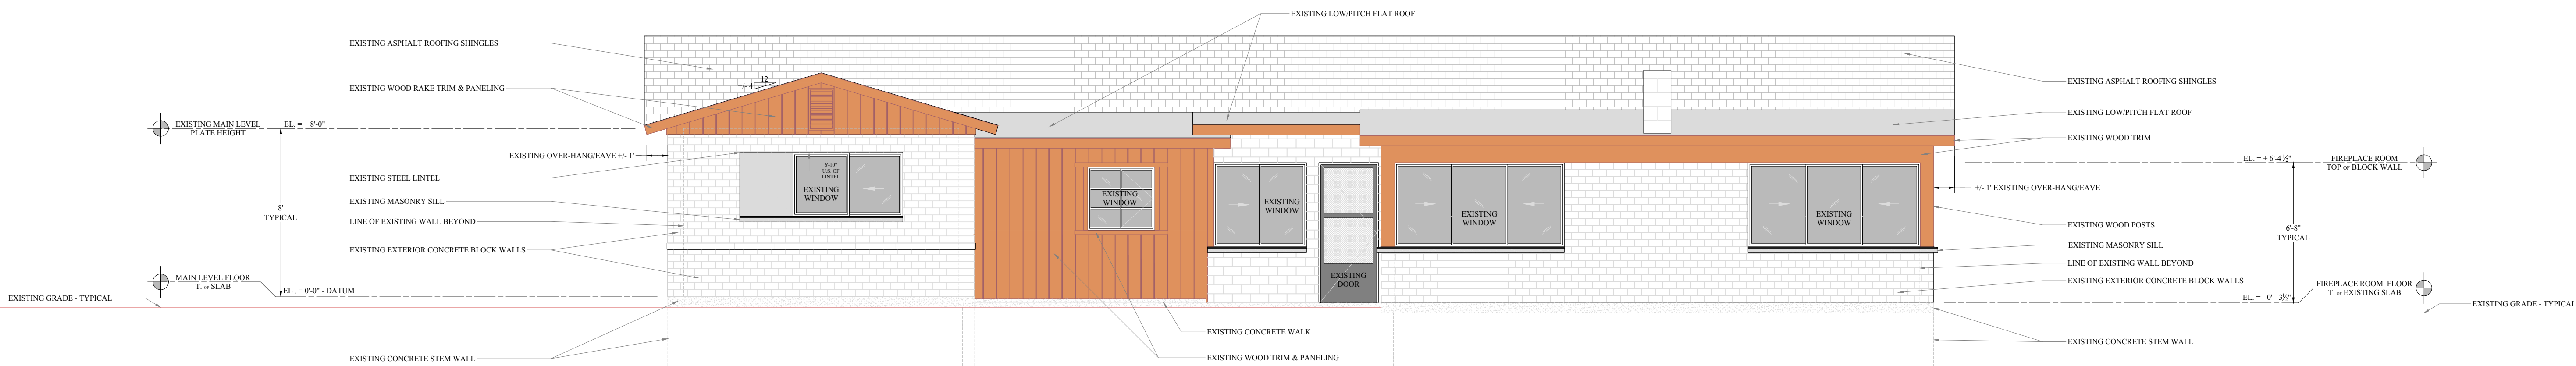 EXISTING LOW/PITCH FLAT ROOF
EXISTING ASPHALT ROOFING SHINGLES
12
+/- 4
EXISTING WOOD RAKE TRIM & PANELING
EXISTING MAIN LEVEL
PLATE HEIGHT
EL. = + 8'-0"
EXISTING OVER-HANG/EAVE +/- 1'
EXISTING STEEL LINTEL
EXISTING MASONRY SILL
8'
TYPICAL
LINE OF EXISTING WALL BEYOND
EXISTING EXTERIOR CONCRETE BLOCK WALLS
MAIN LEVEL FLOOR
T. OF SLAB
EL . = 0'-0" - DATUM
EXISTING GRADE - TYPICAL
EXISTING CONCRETE STEM WALL
6'-10"
U.S. OF
LINTEL
EXISTING
WINDOW
EXISTING
WINDOW
EXISTING
WINDOW
EXISTING
DOOR
EXISTING
WINDOW
EXISTING
WINDOW
EXISTING CONCRETE WALK
EXISTING WOOD TRIM & PANELING
EXISTING ASPHALT ROOFING SHINGLES
EXISTING LOW/PITCH FLAT ROOF
EXISTING WOOD TRIM
EL. = + 6'-4 ½"
FIREPLACE ROOM
TOP OF BLOCK WALL
+/- 1' EXISTING OVER-HANG/EAVE
EXISTING WOOD POSTS
6'-8"
TYPICAL
EXISTING MASONRY SILL
LINE OF EXISTING WALL BEYOND
EXISTING EXTERIOR CONCRETE BLOCK WALLS
FIREPLACE ROOM FLOOR
T. OF EXISTING SLAB
EL. = - 0' - 3½"
EXISTING GRADE - TYPICAL
EXISTING CONCRETE STEM WALL